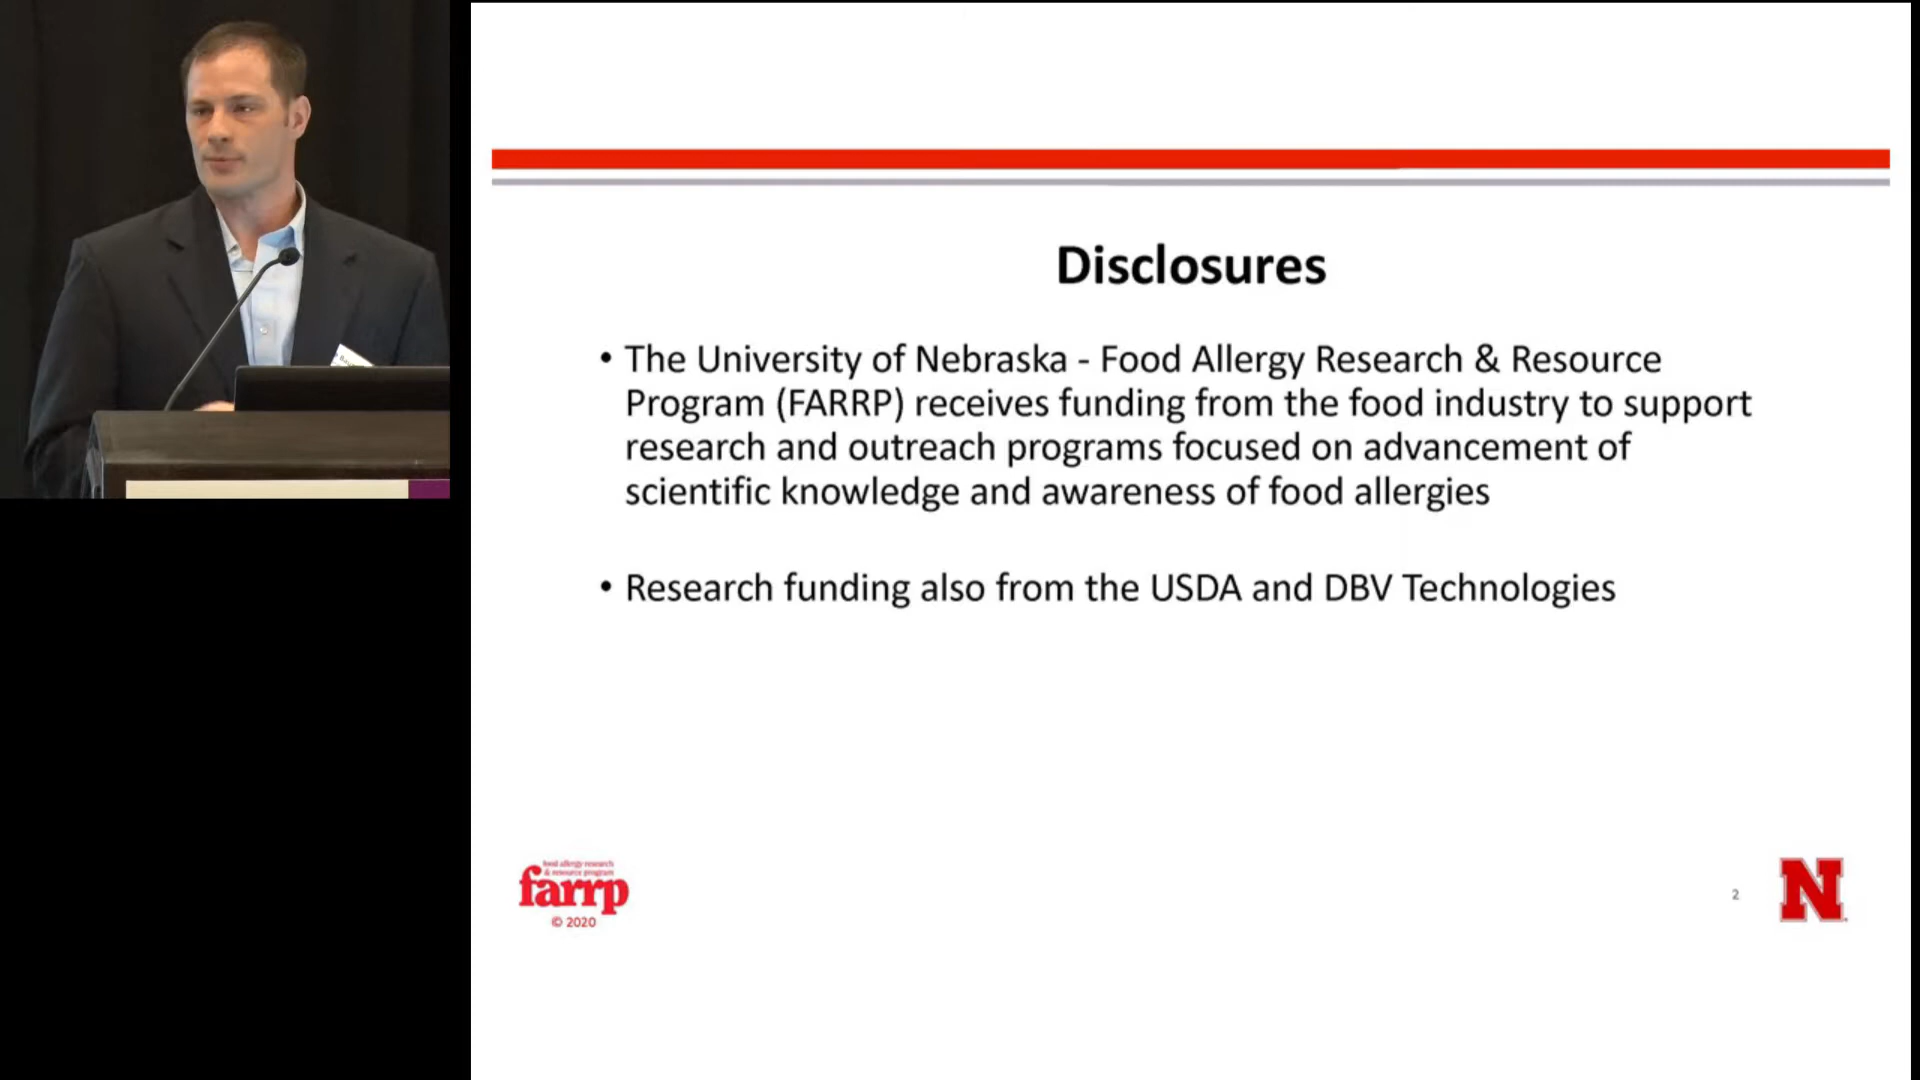 Disclosures
• The University of Nebraska - Food Allergy Research & Resource
Program (FARRP) receives funding from the food industry to support
research and outreach programs focused on advancement of
scientific knowledge and awareness of food allergies
• Research funding also from the USDA and DBV Technologies
food allergy research
& resource program
farrp
© 2020
2
N